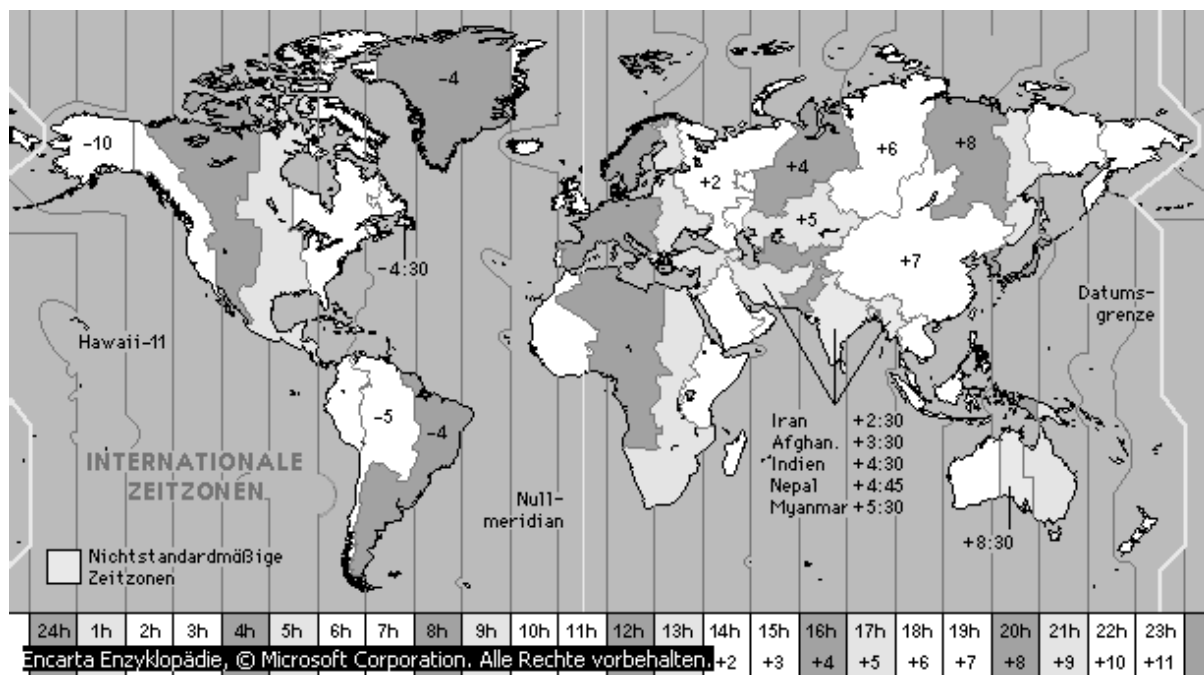 -4
-10
+8
+6
+4
+2
+5
-4:30
+7
Datums-
grenze
Hawaii-11
-5
-4
Iran +2:30
Afghan. +3:30
Indien +4:30
Nepal +4:45
Myanmar +5:30
INTERNATIONALE
ZEITZONEN
Null-
meridian
+8:30
Nichtstandardmäßige
Zeitzonen
24h 1h 2h 3h 4h 5h 6h 7h 8h 9h 10h 11h 12h 13h 14h 15h 16h 17h 18h 19h 20h 21h 22h 23h
Encarta Enzyklopädie, © Microsoft Corporation. Alle Rechte vorbehalten. +2 +3 +4 +5 +6 +7 +8 +9 +10 +11